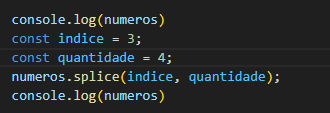 console.log(numeros)
const indice = 3;
const quantidade = 4;
numeros.splice(indice, quantidade);
console.log(numeros)